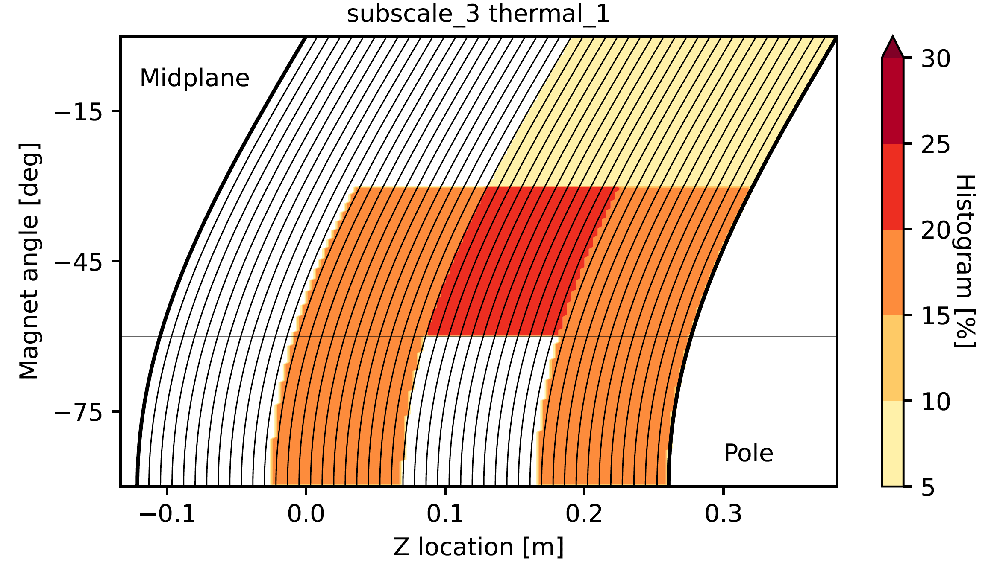 subscale_3 thermal_1
Midplane
Pole
Magnet angle [deg]
−15
−45
−75
−0.1
0.0
0.1
0.2
0.3
Z location [m]
30
25
20
15
10
5
Histogram [%]